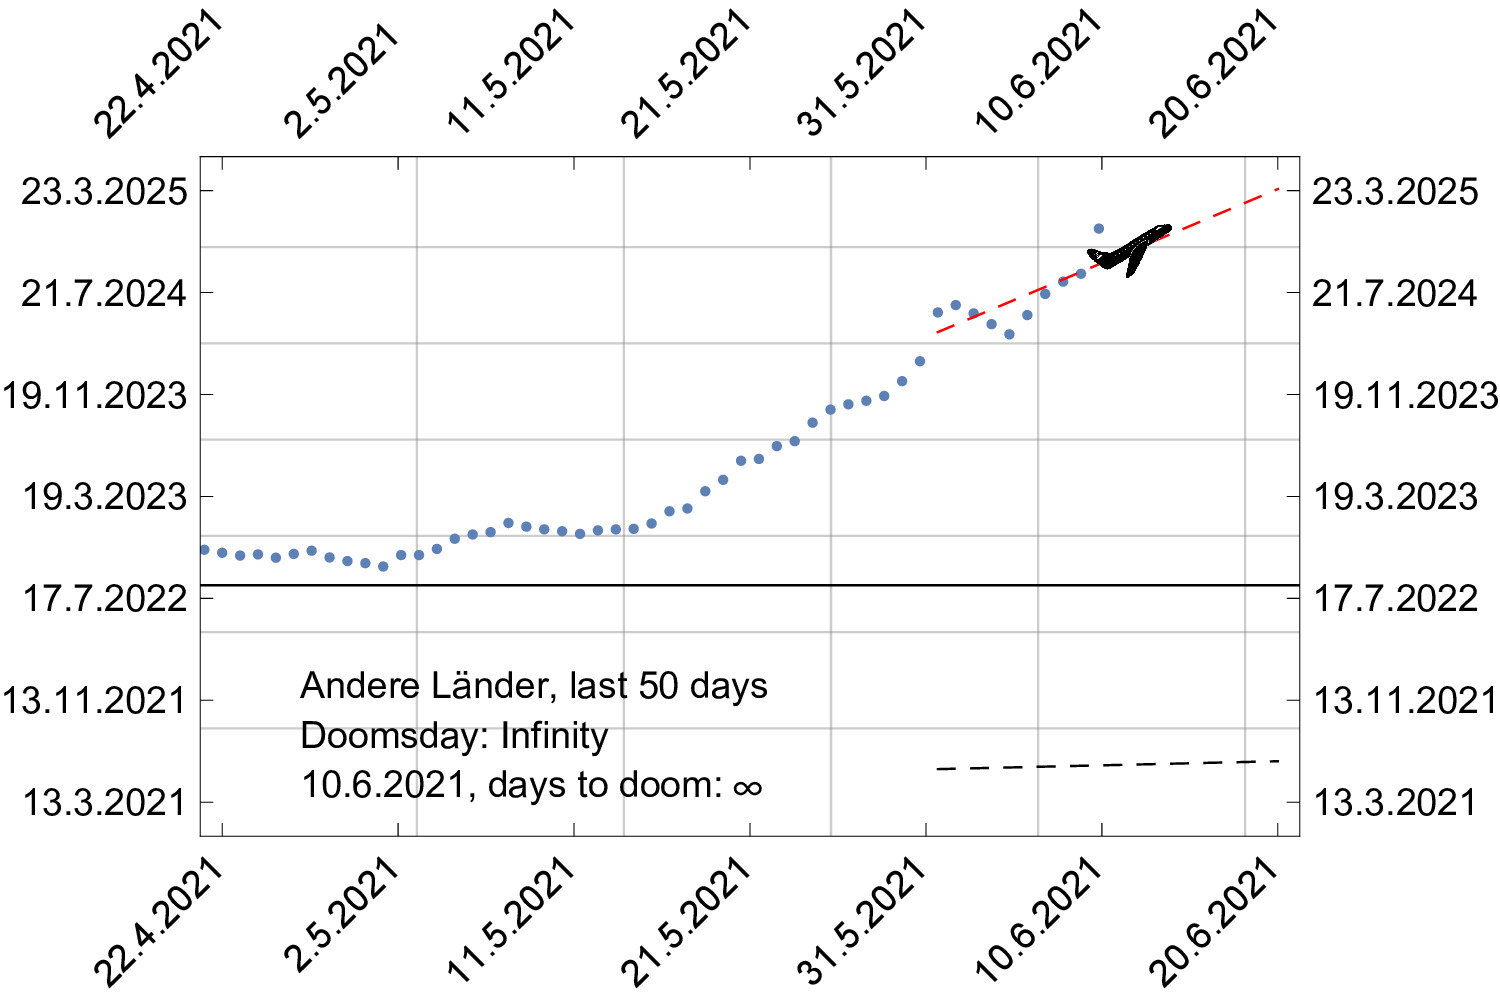 22.4.2021 2.5.2021 11.5.2021 21.5.2021 31.5.2021 10.6.2021 20.6.2021
23.3.2025 23.3.2025
21.7.2024 21.7.2024
19.11.2023 19.11.2023
19.3.2023 19.3.2023
17.7.2022 17.7.2022
13.11.2021 13.11.2021
13.3.2021 13.3.2021
Andere Länder, last 50 days
Doomsday: Infinity
10.6.2021, days to doom: ∞
22.4.2021 2.5.2021 11.5.2021 21.5.2021 31.5.2021 10.6.2021 20.6.2021